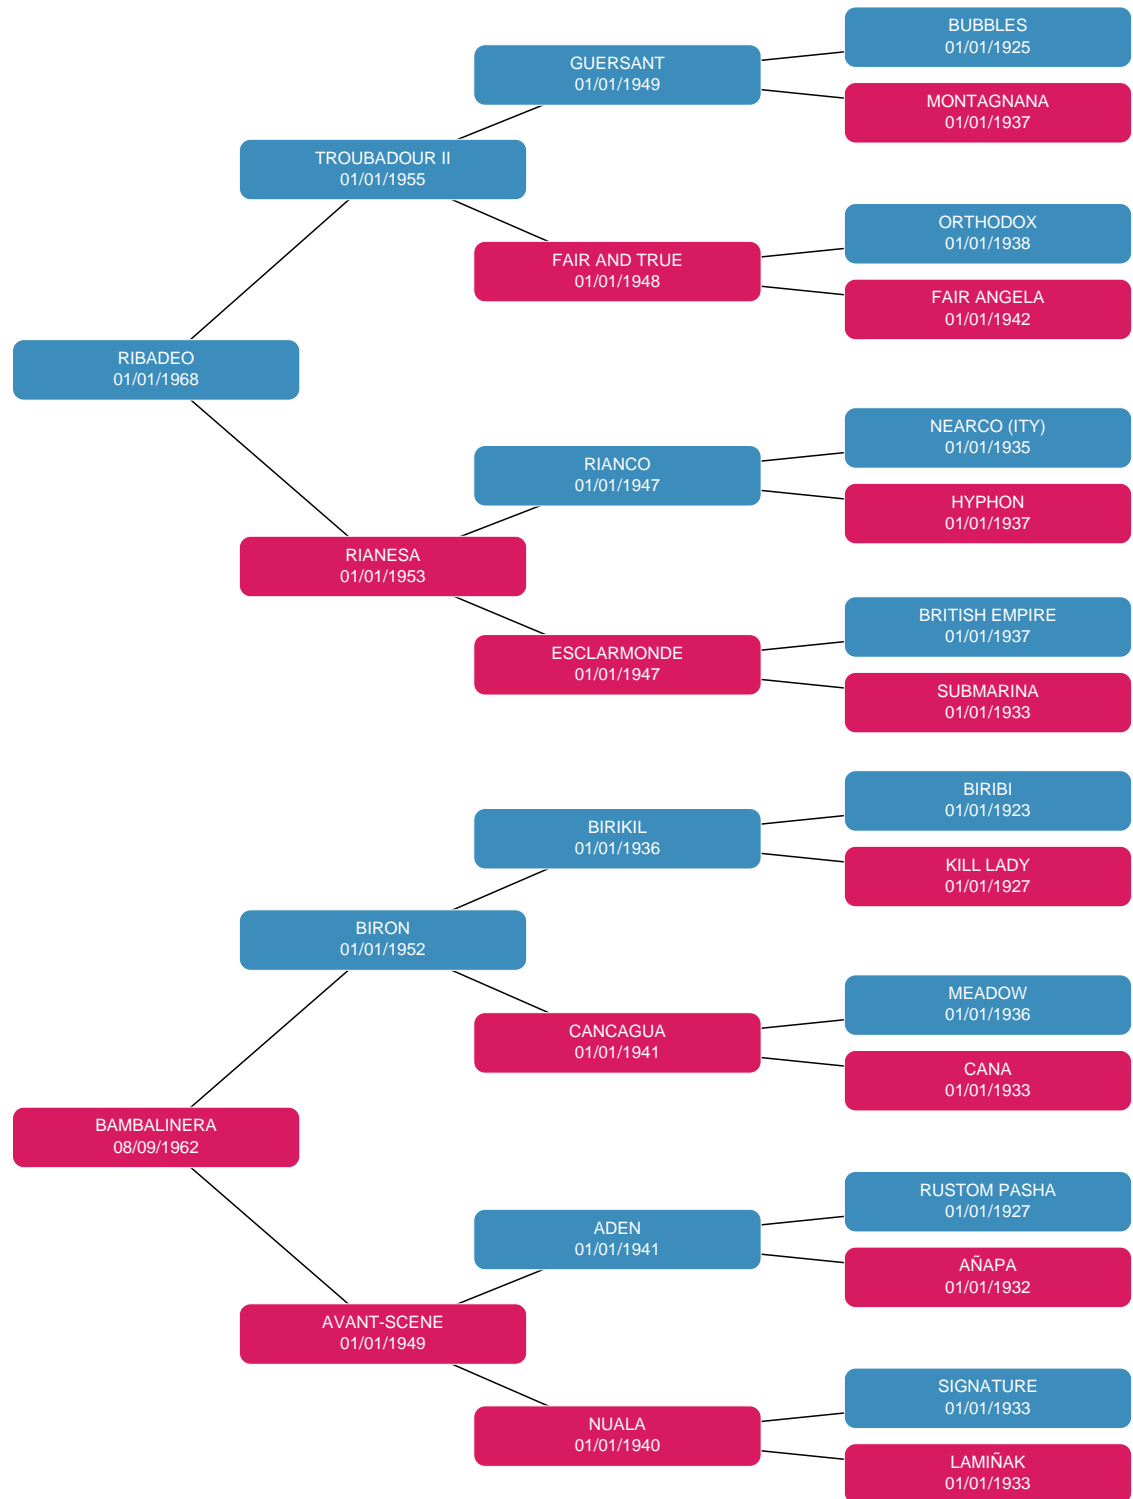 BUBBLES
01/01/1925
GUERSANT
01/01/1949
MONTAGNANA
01/01/1937
TROUBADOUR II
01/01/1955
ORTHODOX
01/01/1938
FAIR AND TRUE
01/01/1948
FAIR ANGELA
01/01/1942
RIBADEO
01/01/1968
NEARCO (ITY)
01/01/1935
RIANCO
01/01/1947
HYPHON
01/01/1937
RIANESA
01/01/1953
BRITISH EMPIRE
01/01/1937
ESCLARMONDE
01/01/1947
SUBMARINA
01/01/1933
BIRIBI
01/01/1923
BIRIKIL
01/01/1936
KILL LADY
01/01/1927
BIRON
01/01/1952
MEADOW
01/01/1936
CANCAGUA
01/01/1941
CANA
01/01/1933
BAMBALINERA
08/09/1962
RUSTOM PASHA
01/01/1927
ADEN
01/01/1941
AÑAPA
01/01/1932
AVANT-SCENE
01/01/1949
SIGNATURE
01/01/1933
NUALA
01/01/1940
LAMIÑAK
01/01/1933